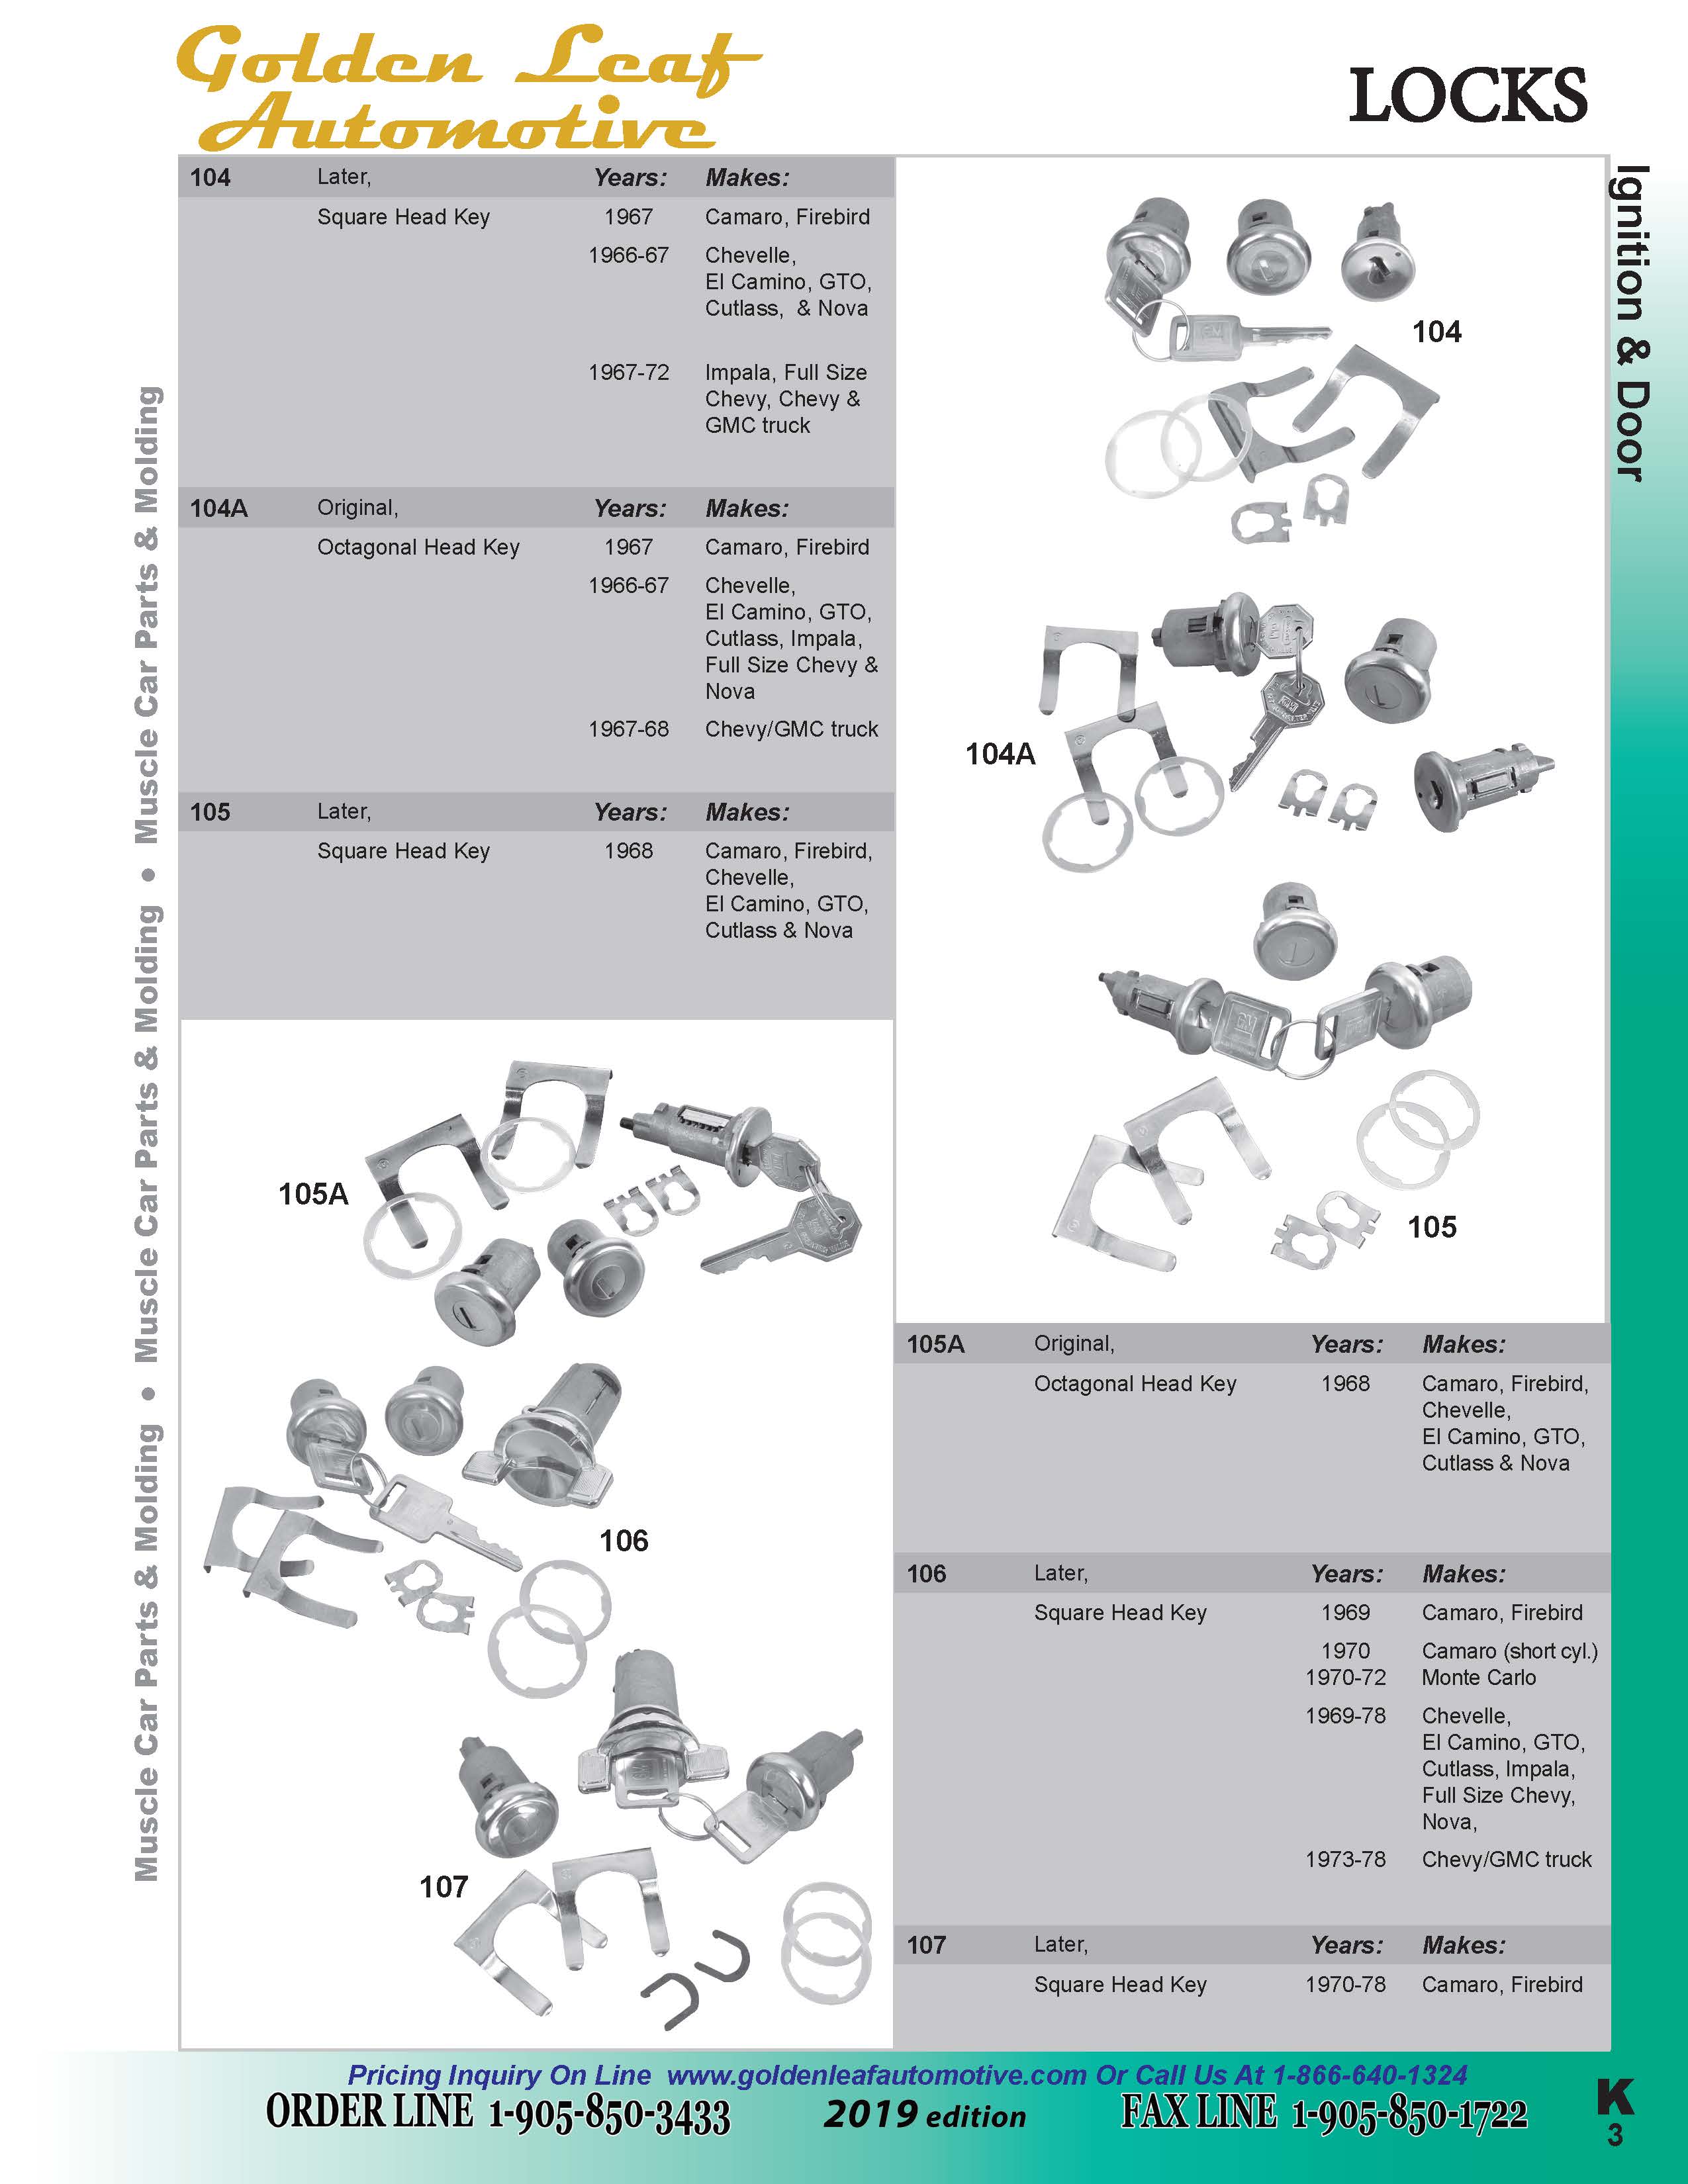 Golden Leaf
Automotive
LOCKS
Ignition & Door
Muscle Car Parts & Molding • Muscle Car Parts & Molding • Muscle Car Parts & Molding
104 Later, Years: Makes:
Square Head Key 1967 Camaro, Firebird
1966-67 Chevelle,
El Camino, GTO,
Cutlass, & Nova
1967-72 Impala, Full Size
Chevy, Chevy &
GMC truck
104A Original, Years: Makes:
Octagonal Head Key 1967 Camaro, Firebird
1966-67 Chevelle,
El Camino, GTO,
Cutlass, Impala,
Full Size Chevy &
Nova
1967-68 Chevy/GMC truck
105 Later, Years: Makes:
Square Head Key 1968 Camaro, Firebird,
Chevelle,
El Camino, GTO,
Cutlass & Nova
104
104A
105
105A
106
107
105A Original, Years: Makes:
Octagonal Head Key 1968 Camaro, Firebird,
Chevelle,
El Camino, GTO,
Cutlass & Nova
106 Later, Years: Makes:
Square Head Key 1969 Camaro, Firebird
1970 Camaro (short cyl.)
1970-72 Monte Carlo
1969-78 Chevelle,
El Camino, GTO,
Cutlass, Impala,
Full Size Chevy,
Nova,
1973-78 Chevy/GMC truck
107 Later, Years: Makes:
Square Head Key 1970-78 Camaro, Firebird
Pricing Inquiry On Line www.goldenleafautomotive.com Or Call Us At 1-866-640-1324
ORDER LINE 1-905-850-3433 2019 edition FAX LINE 1-905-850-1722
K
3